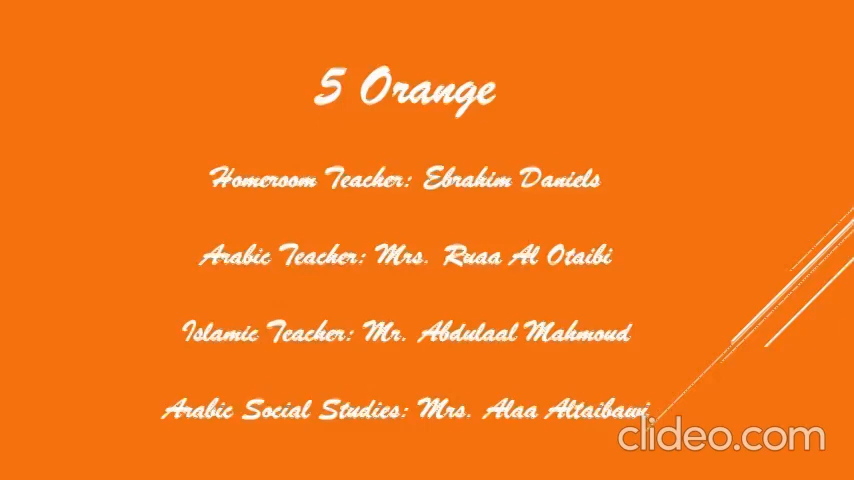 5 Orange
Homeroom Teacher: Ebrahim Daniels
Arabic Teacher: Mrs. Ruaa Al Otaibi
Islamic Teacher: Mr. Abdulaal Mahmoud
Arabic Social Studies: Mrs. Alaa Altaibawi
clideo.com